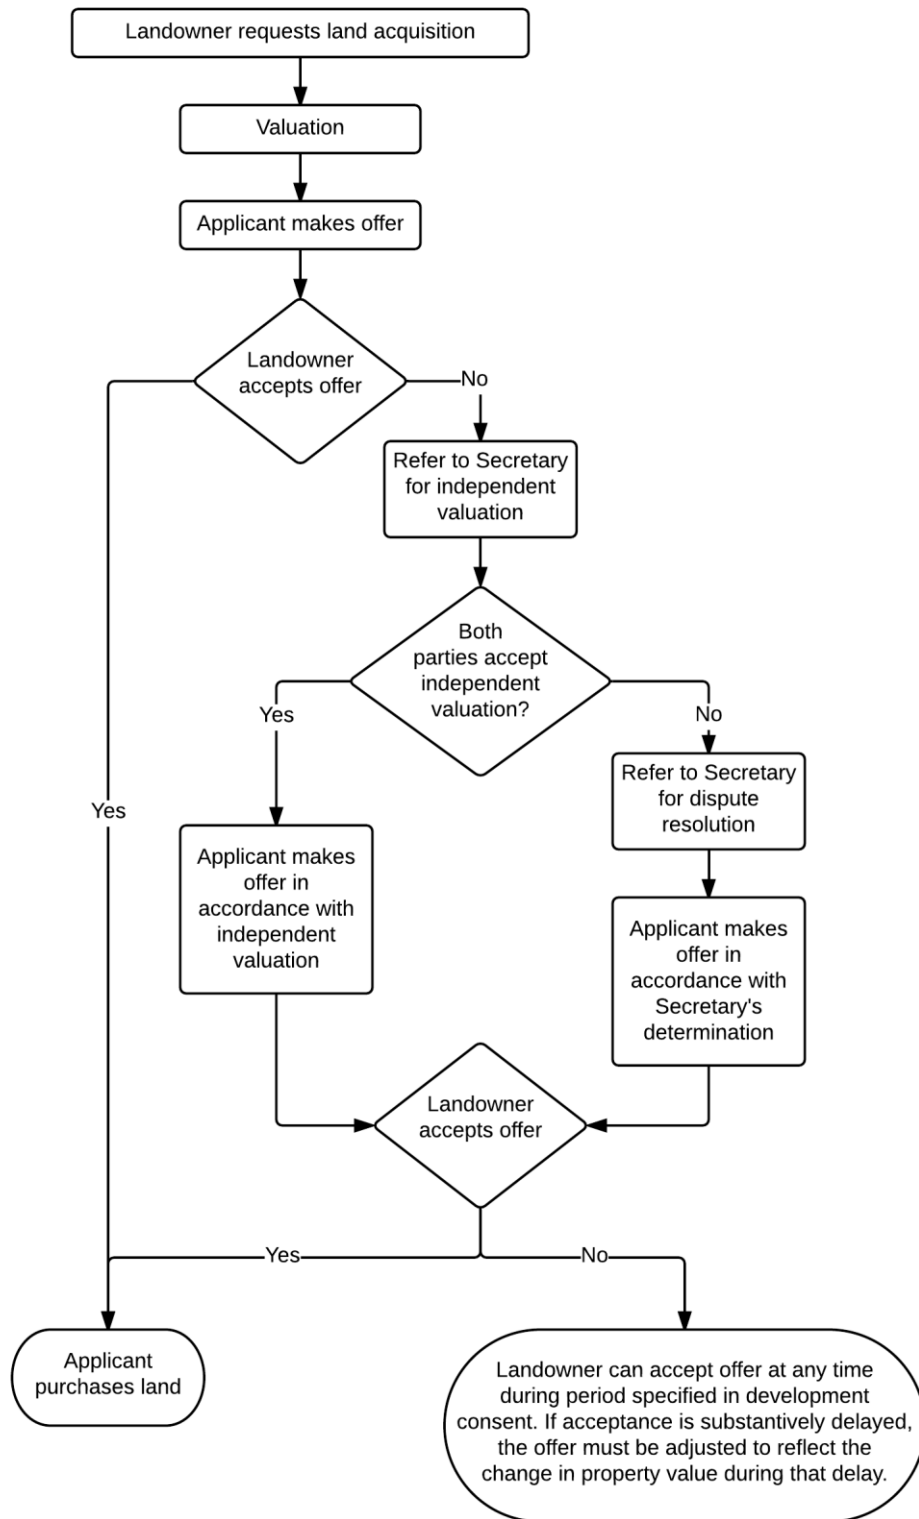 Landowner requests land acquisition
Valuation
Applicant makes offer
Landowner
accepts offer
No
Refer to Secretary
for independent
valuation
Both
parties accept
independent
valuation?
Yes
No
Refer to Secretary
for dispute
resolution
Yes
Applicant makes
offer in
accordance with
independent
valuation
Applicant makes
offer in
accordance with
Secretary's
determination
Landowner
accepts offer
Yes
No
Applicant
purchases land
Landowner can accept offer at any time
during period specified in development
consent. If acceptance is substantively delayed,
the offer must be adjusted to reflect the
change in property value during that delay.